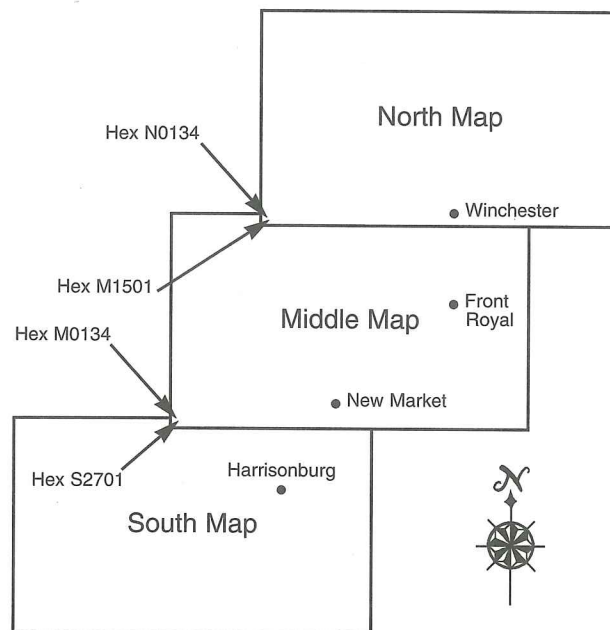 North Map
Hex N0134
Winchester
Hex M1501
Front
Royal
Middle Map
Hex M0134
New Market
Harrisonburg
Hex S2701
South Map
N